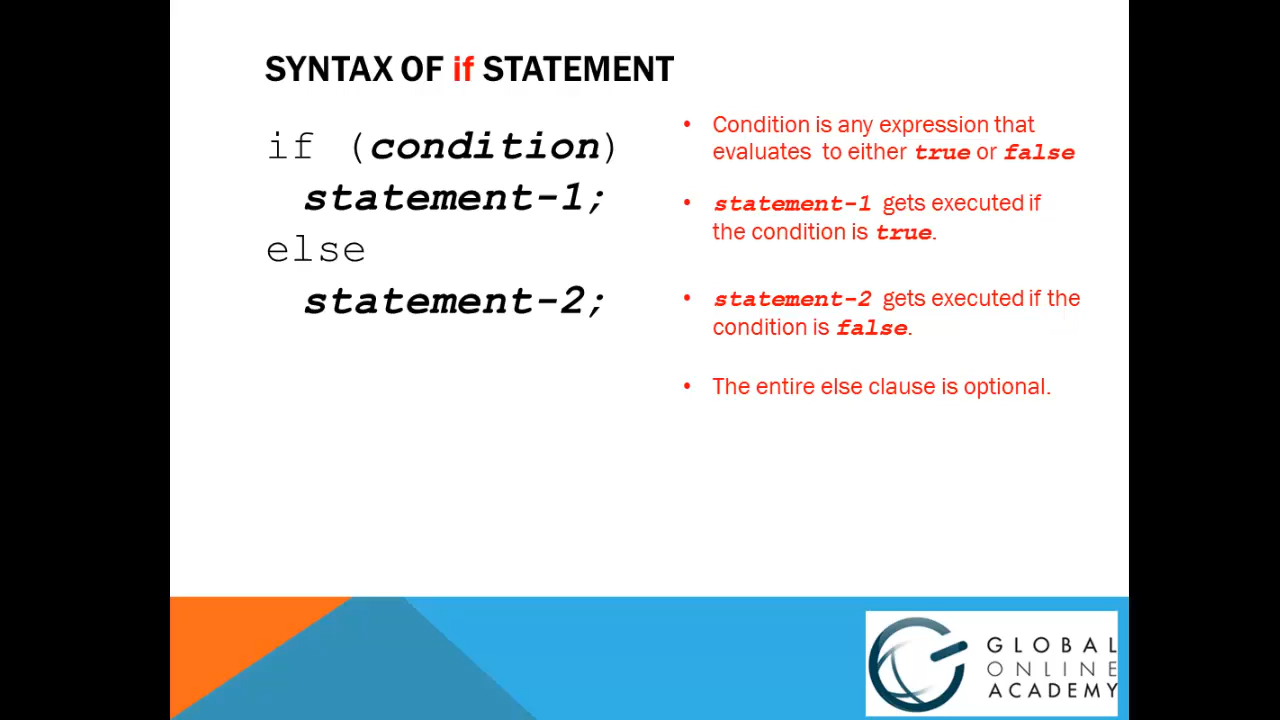 SYNTAX OF if STATEMENT
if (condition)
statement-1;
else
statement-2;
• Condition is any expression that
evaluates to either true or false
• statement-1 gets executed if
the condition is true.
• statement-2 gets executed if the
condition is false.
• The entire else clause is optional.
GLOBAL
ONLINE
ACADEMY